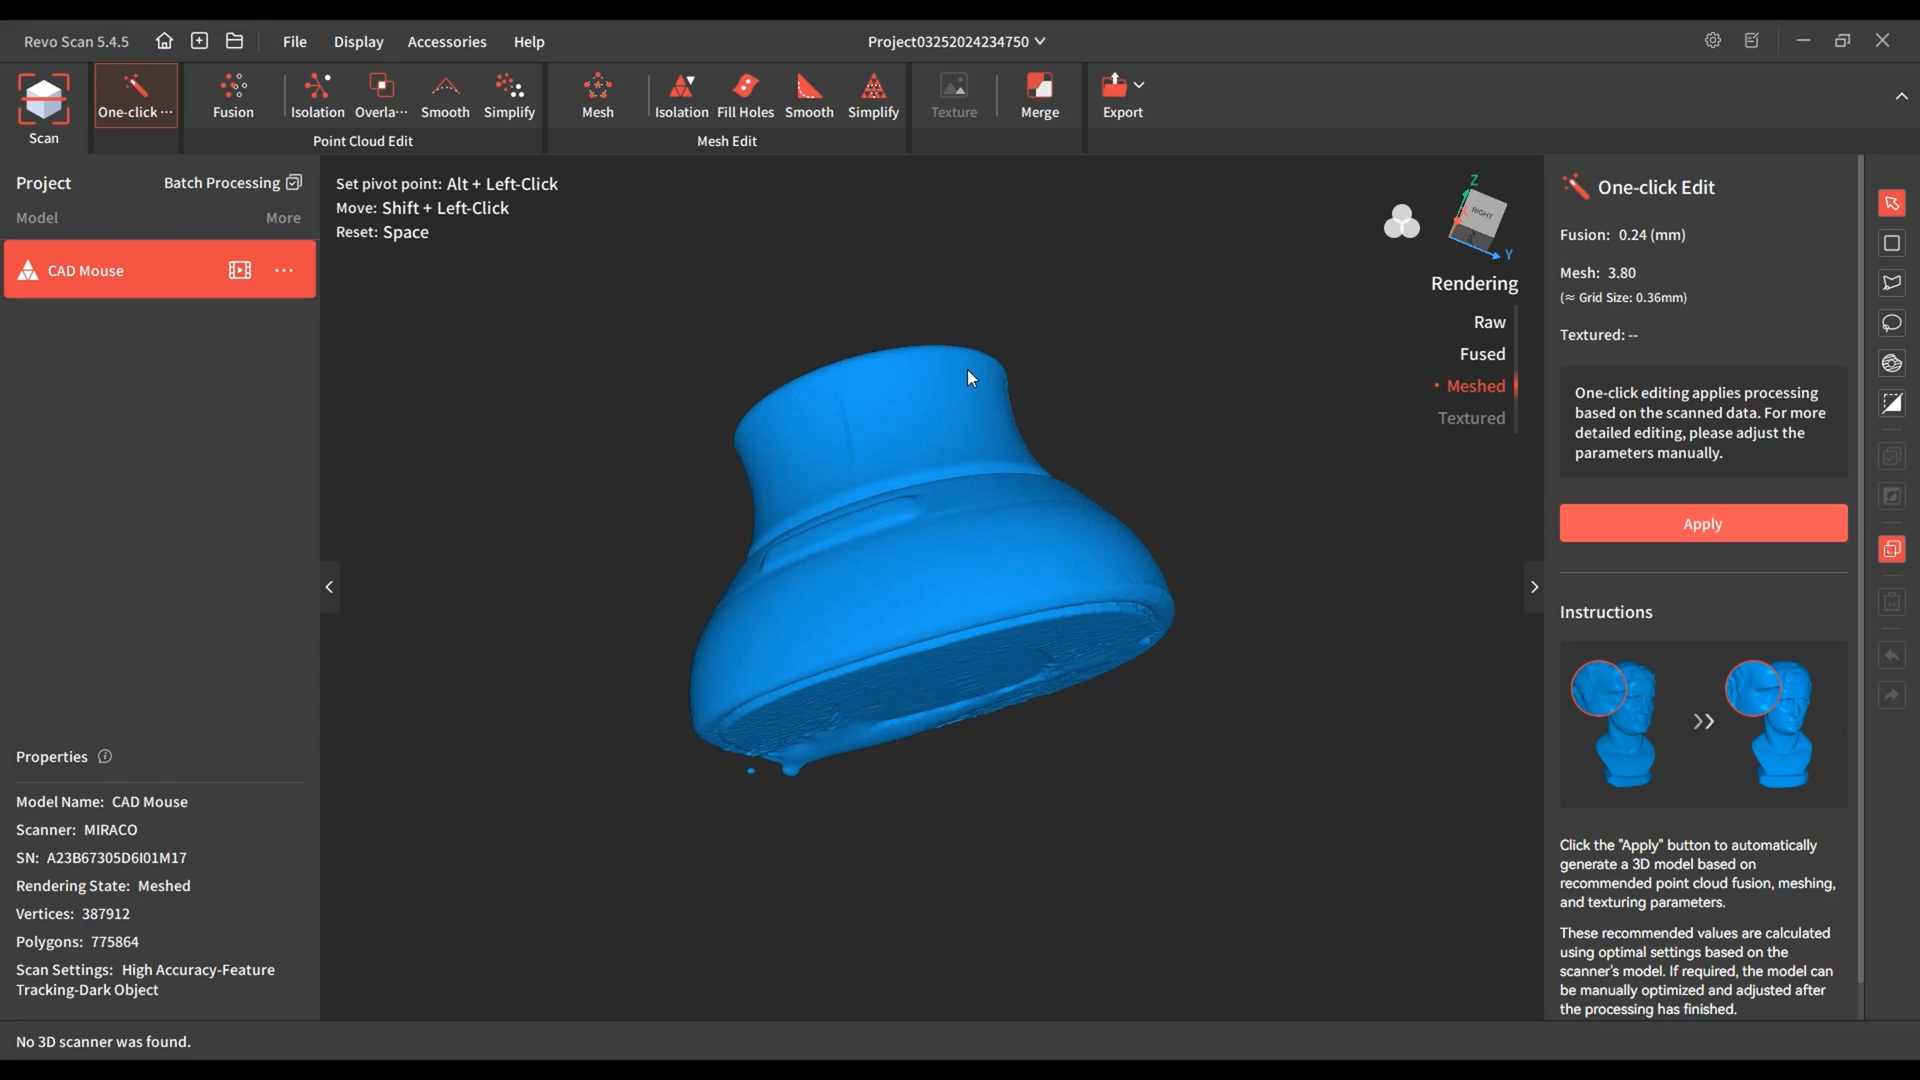 Revo Scan 5.4.5
File
Display
Accessories
Help
Project03252024234750
Scan
One-click ···
Fusion
Isolation
Overla···
Smooth
Simplify
Point Cloud Edit
Mesh
Isolation
Fill Holes
Smooth
Simplify
Mesh Edit
Texture
Merge
Export
Project
Batch Processing
Model
More
CAD Mouse
Properties
Model Name: CAD Mouse
Scanner: MIRACO
SN: A23B67305D6I01M17
Rendering State: Meshed
Vertices: 387912
Polygons: 775864
Scan Settings: High Accuracy-Feature
Tracking-Dark Object
No 3D scanner was found.
Set pivot point: Alt + Left-Click
Move: Shift + Left-Click
Reset: Space
Z
RIGHT
Y
Rendering
Raw
Fused
• Meshed
Textured
One-click Edit
Fusion: 0.24 (mm)
Mesh: 3.80
(≈ Grid Size: 0.36mm)
Textured: --
One-click editing applies processing
based on the scanned data. For more
detailed editing, please adjust the
parameters manually.
Apply
Instructions
Click the "Apply" button to automatically
generate a 3D model based on
recommended point cloud fusion, meshing,
and texturing parameters.
These recommended values are calculated
using optimal settings based on the
scanner's model. If required, the model can
be manually optimized and adjusted after
the processing has finished.